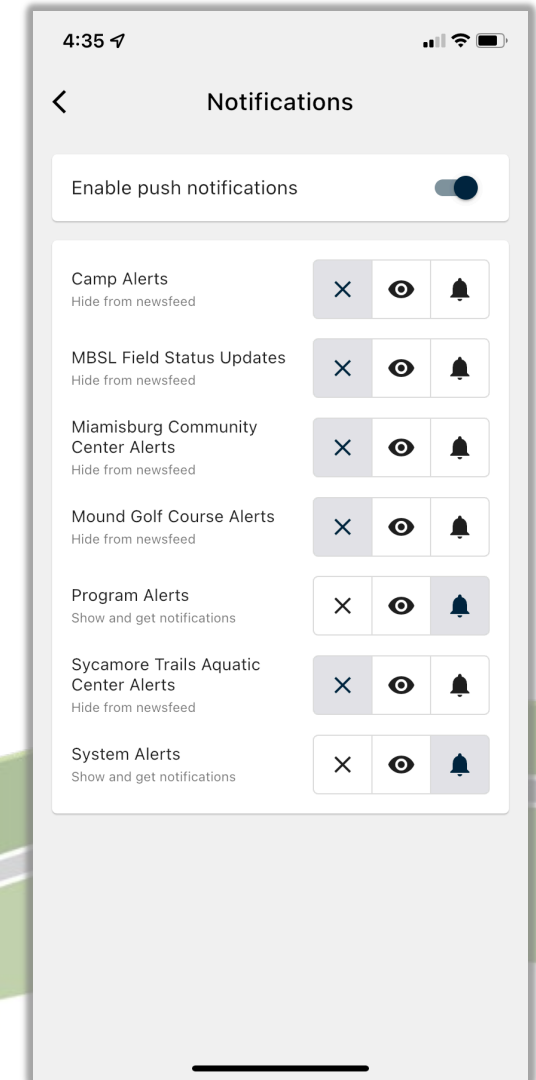 4:35
Notifications
Enable push notifications
Camp Alerts
Hide from newsfeed
MBSL Field Status Updates
Hide from newsfeed
Miamisburg Community
Center Alerts
Hide from newsfeed
Mound Golf Course Alerts
Hide from newsfeed
Program Alerts
Show and get notifications
Sycamore Trails Aquatic
Center Alerts
Hide from newsfeed
System Alerts
Show and get notifications